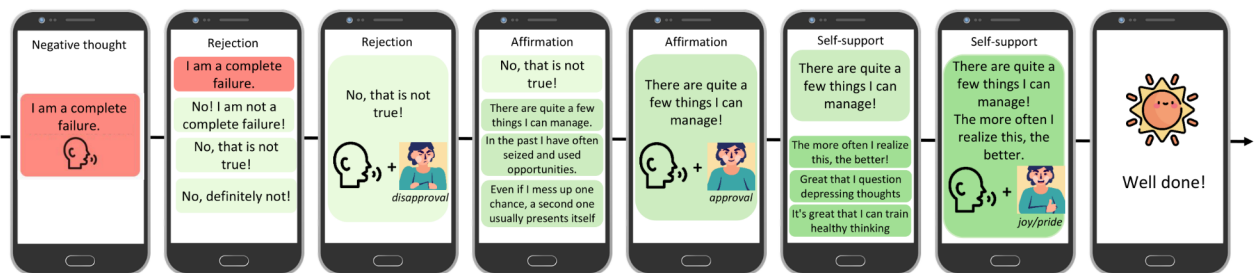 Negative thought
I am a complete
failure.
Rejection
I am a complete
failure.
No! I am not a
complete failure!
No, that is not
true!
No, definitely not!
Rejection
No, that is not
true!
disapproval
Affirmation
No, that is not
true!
There are quite a few
things I can manage.
In the past I have often
seized and used
opportunities.
Even if I mess up one
chance, a second one
usually presents itself
Affirmation
There are quite a
few things I can
manage!
approval
Self-support
There are quite a
few things I can
manage!
The more often I realize
this, the better!
Great that I question
depressing thoughts
It's great that I can train
healthy thinking
Self-support
There are quite a
few things I can
manage!
The more often I
realize this, the
better.
joy/pride
Well done!